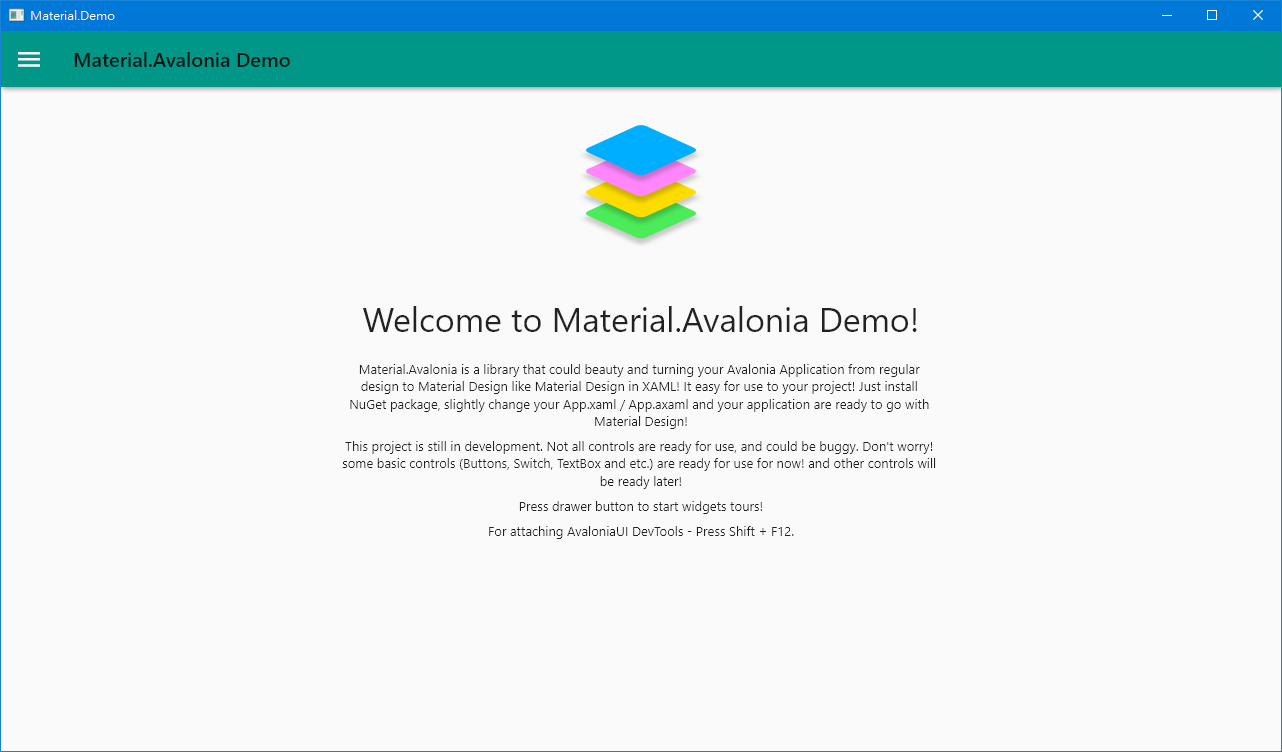 Material.Demo
Material.Avalonia Demo
Welcome to Material.Avalonia Demo!
Material.Avalonia is a library that could beauty and turning your Avalonia Application from regular
design to Material Design like Material Design in XAML! It easy for use to your project! Just install
NuGet package, slightly change your App.xaml / App.axaml and your application are ready to go with
Material Design!
This project is still in development. Not all controls are ready for use, and could be buggy. Don't worry!
some basic controls (Buttons, Switch, TextBox and etc.) are ready for use for now! and other controls will
be ready later!
Press drawer button to start widgets tours!
For attaching AvaloniaUI DevTools - Press Shift + F12.